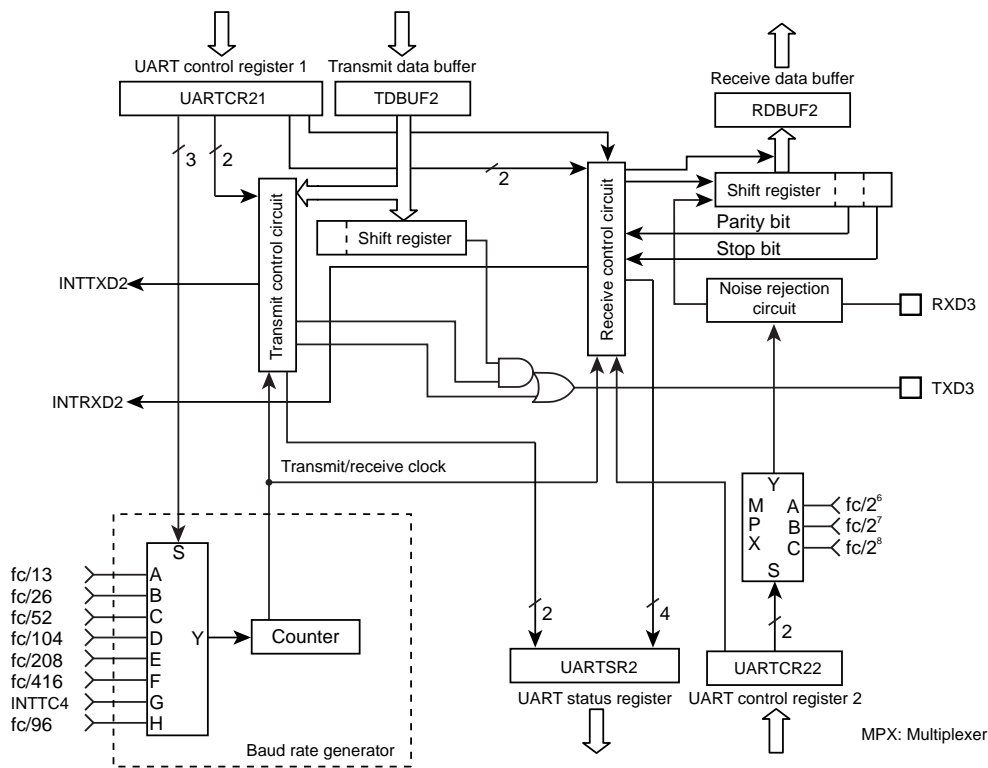 UART control register 1
Transmit data buffer
Receive data buffer
UARTCR21
TDBUF2
RDBUF2
3
2
2
Transmit control circuit
Shift register
Receive control circuit
Shift register
Parity bit
Stop bit
INTTXD2
Noise rejection
circuit
RXD3
INTRXD2
TXD3
Transmit/receive clock
Y
M
P
X
A
B
C
S
fc/2⁶
fc/2⁷
fc/2⁸
S
fc/13
fc/26
fc/52
fc/104
fc/208
fc/416
INTTC4
fc/96
A
B
C
D
E
F
G
H
Y
Counter
2
4
2
UARTSR2
UARTCR22
UART status register
UART control register 2
Baud rate generator
MPX: Multiplexer